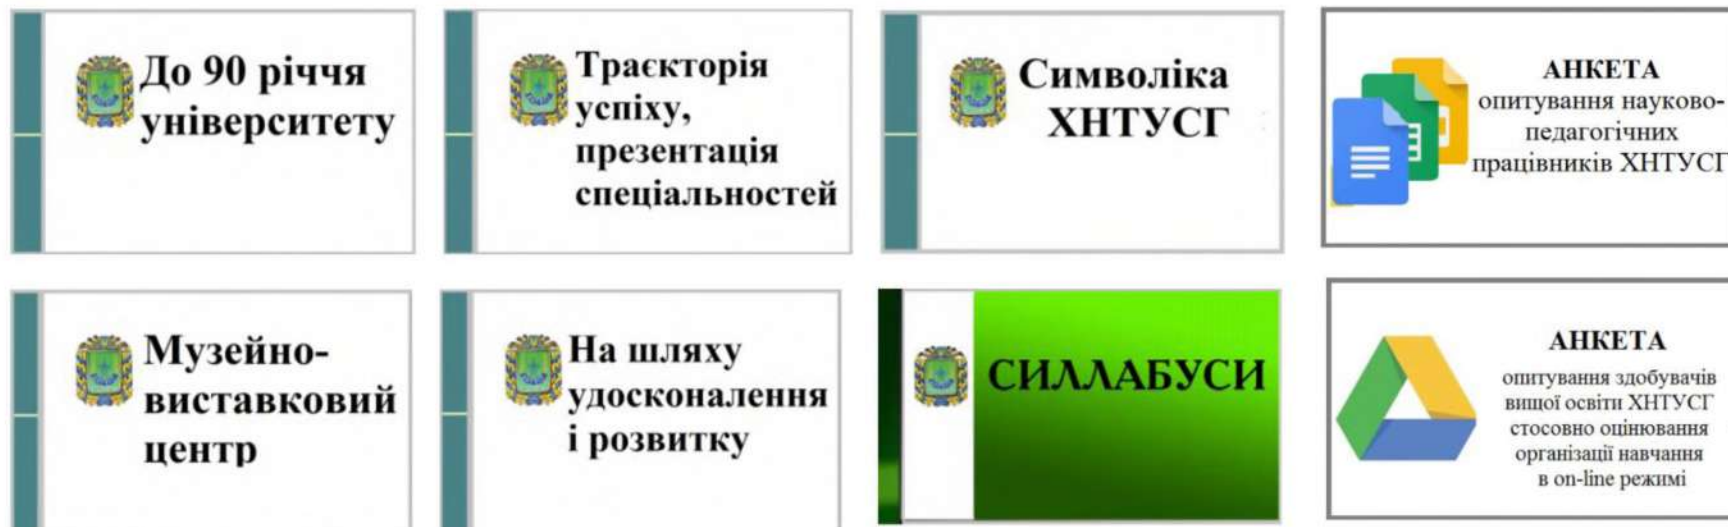 До 90 річчя
університету
Траєкторія
успіху,
презентація
спеціальностей
Символіка
ХНТУСГ
АНКЕТА
опитування науково-
педагогічних
працівників ХНТУСГ
Музейно-
виставковий
центр
На шляху
удосконалення
і розвитку
СИЛЛАБУСИ
АНКЕТА
опитування здобувачів
вищої освіти ХНТУСГ
стосовно оцінювання
організації навчання
в on-line режимі